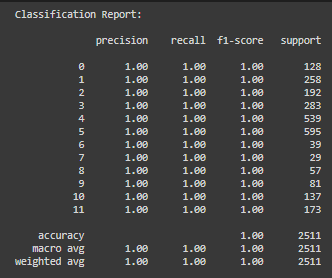 Classification Report:
precision recall f1-score support
0 1.00 1.00 1.00 128
1 1.00 1.00 1.00 258
2 1.00 1.00 1.00 192
3 1.00 1.00 1.00 283
4 1.00 1.00 1.00 539
5 1.00 1.00 1.00 595
6 1.00 1.00 1.00 39
7 1.00 1.00 1.00 29
8 1.00 1.00 1.00 57
9 1.00 1.00 1.00 81
10 1.00 1.00 1.00 137
11 1.00 1.00 1.00 173
accuracy 1.00 2511
macro avg 1.00 1.00 1.00 2511
weighted avg 1.00 1.00 1.00 2511